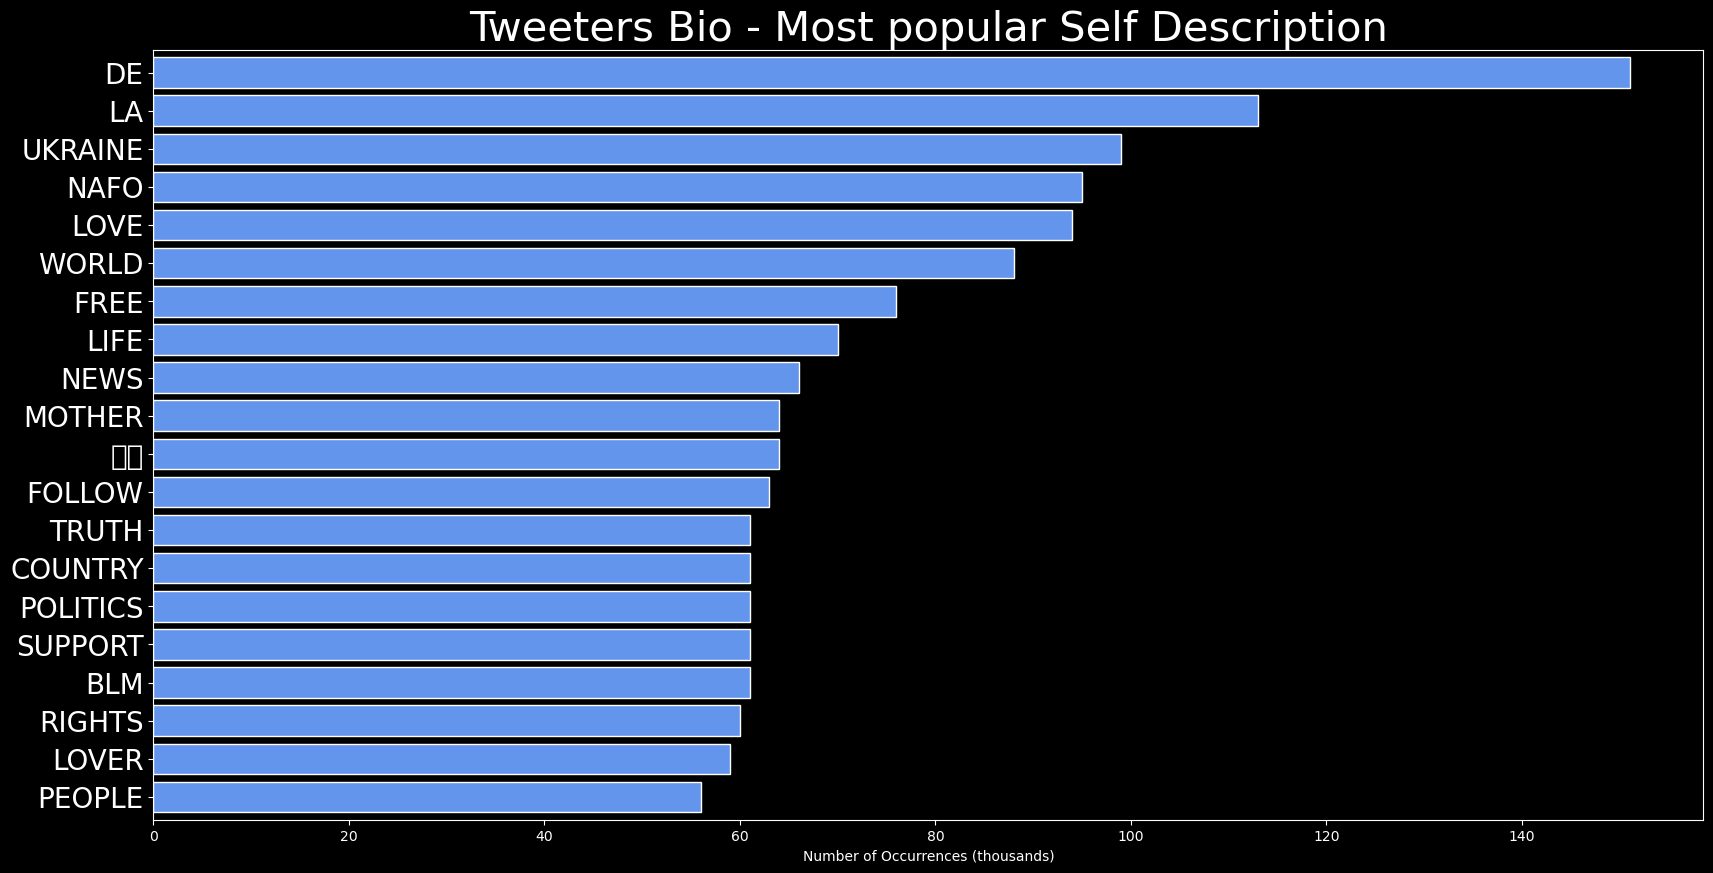 Tweeters Bio - Most popular Self Description
DE
LA
UKRAINE
NAFO
LOVE
WORLD
FREE
LIFE
NEWS
MOTHER
FOLLOW
TRUTH
COUNTRY
POLITICS
SUPPORT
BLM
RIGHTS
LOVER
PEOPLE
0 20 40 60 80 100 120 140
Number of Occurrences (thousands)